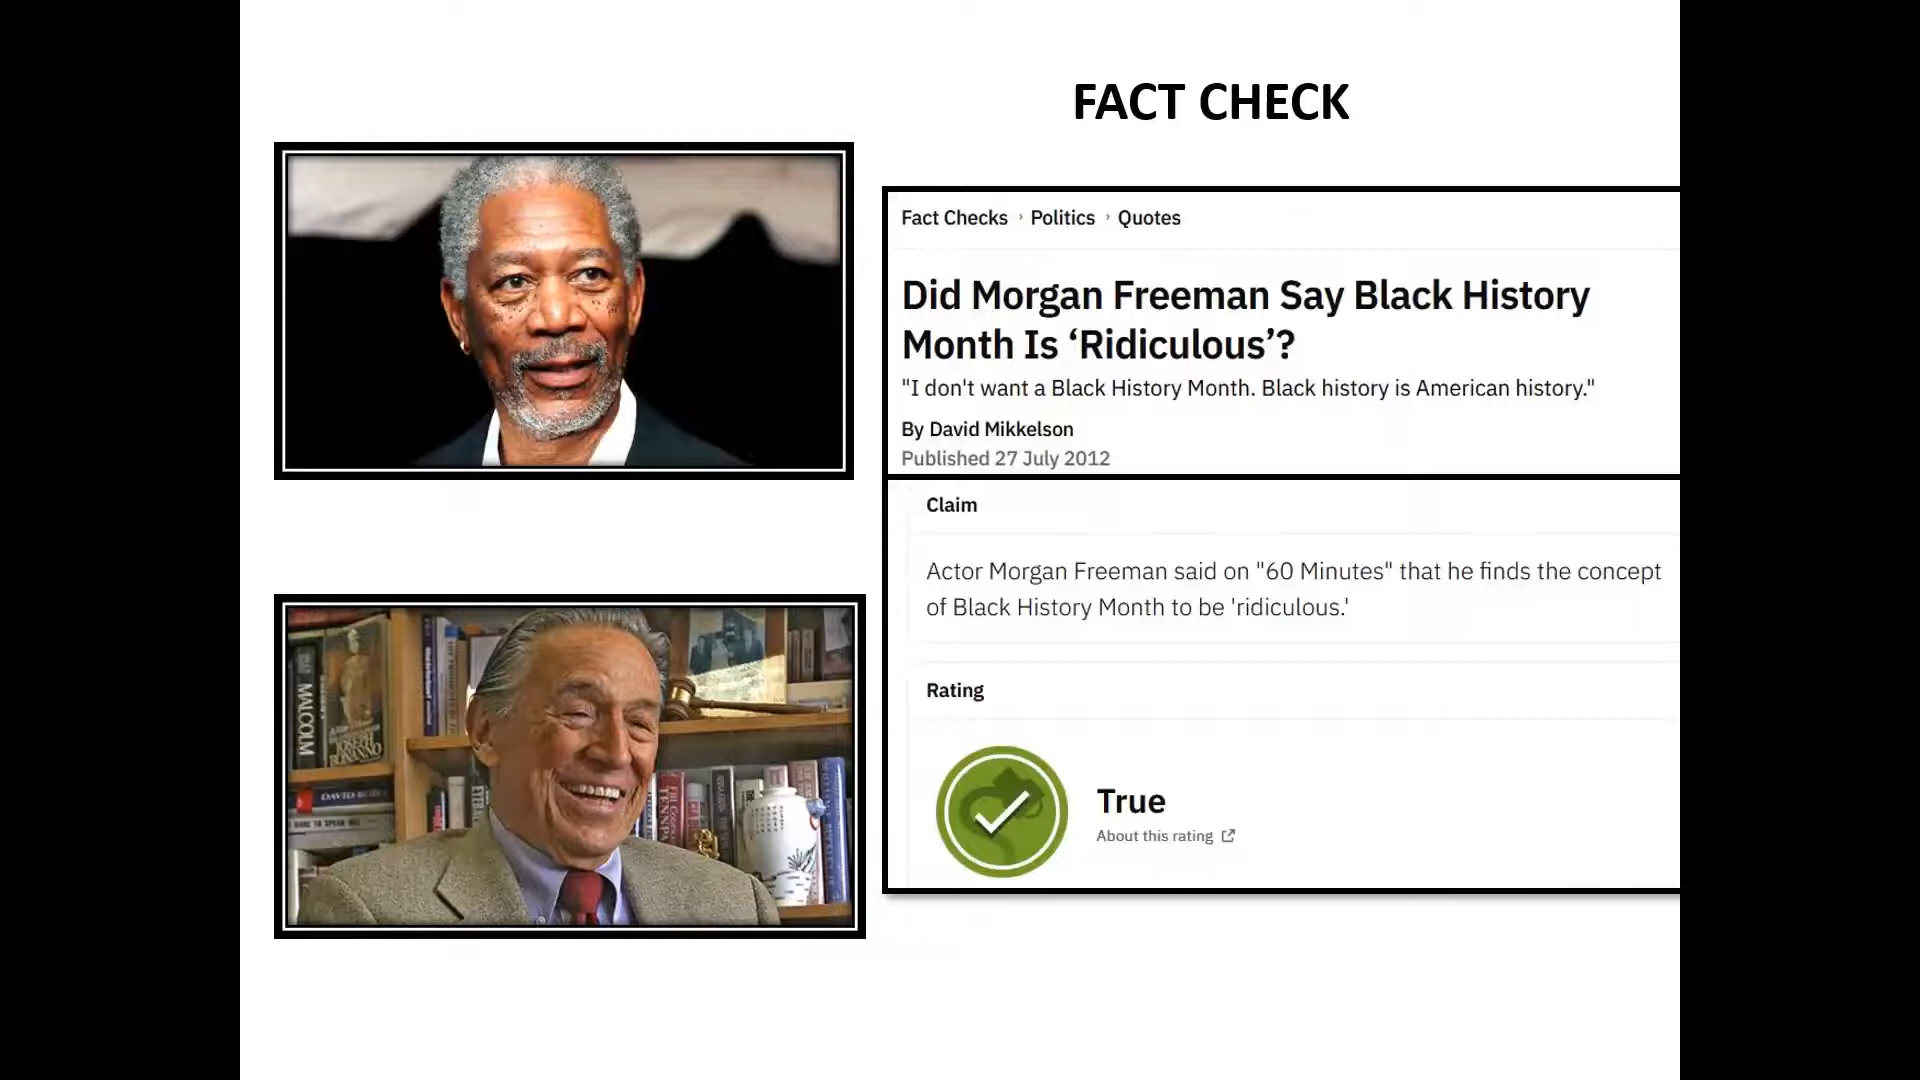 FACT CHECK
Fact Checks › Politics › Quotes
Did Morgan Freeman Say Black History
Month Is ‘Ridiculous’?
"I don't want a Black History Month. Black history is American history."
By David Mikkelson
Published 27 July 2012
Claim
Actor Morgan Freeman said on "60 Minutes" that he finds the concept
of Black History Month to be 'ridiculous.'
Rating
True
About this rating
MALCOLM
JOSEPH
BONANNO